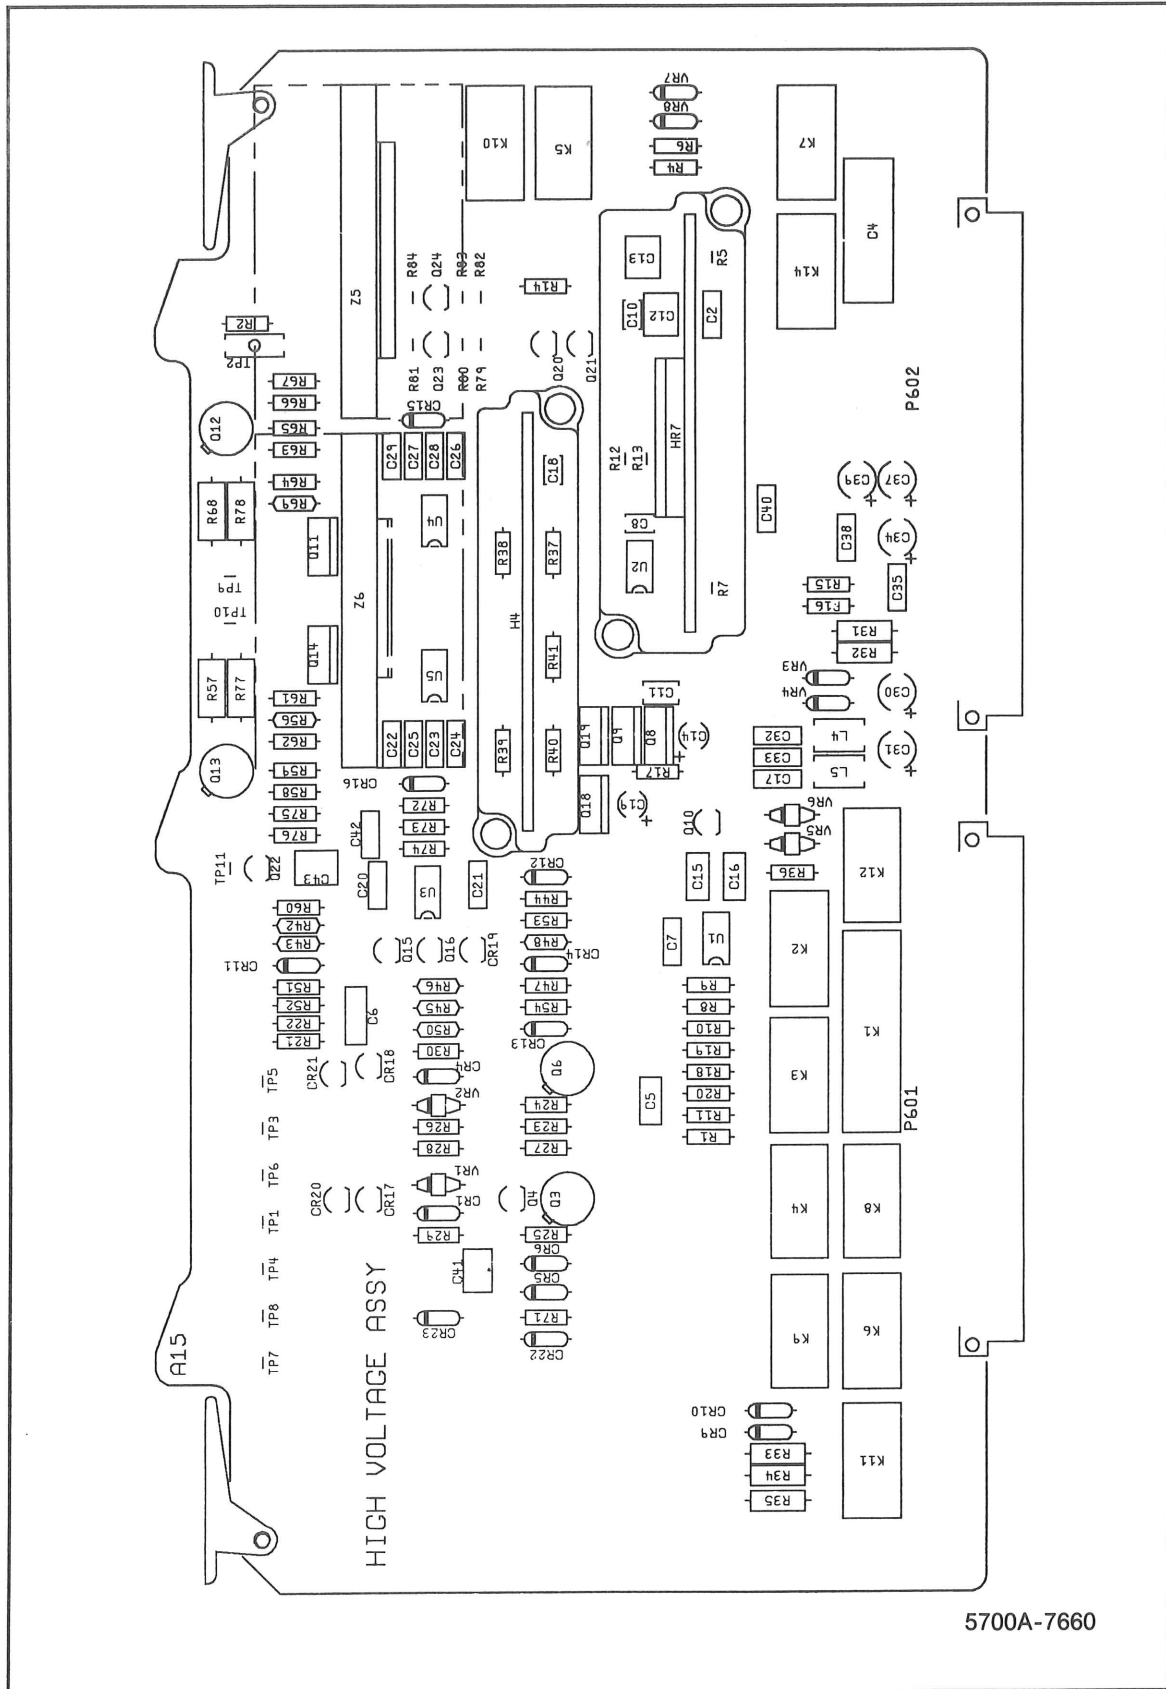 VR7
VR8
R6
R4
K10
K5
K7
K14
C4
R84
Q24
R83
R82
Z5
R14
C13
R5
C10
C12
C2
R2
TP2
R81
Q23
R80
R79
Q20
Q21
R67
R66
R65
R63
Q12
CR15
P602
R64
R69
R68
R78
C29
C27
C28
C26
C18
R12
R13
HR7
C39
C37
U4
Q11
R38
R37
C8
C40
C38
C34
TP9
TP10
Z6
H4
U2
R7
R15
R16
C35
R31
R32
Q14
R41
R57
R77
U5
VR3
VR4
C30
R61
R56
R62
C11
C22
C25
C23
C24
R39
R40
Q19
Q9
Q8
C14
C32
C33
C17
L4
L5
C31
Q13
R59
R58
R75
R76
CR16
R72
R73
R74
C42
Q18
C19
R17
Q10
VR6
VR5
R36
TP11
Q22
C43
C20
U3
C21
CR12
R44
C15
C16
K12
R60
R42
R43
CR11
R51
R52
R22
R21
C6
Q15
Q16
CR19
R53
R48
CR14
R47
R54
CR13
C7
U1
K2
K1
R46
R45
R50
R30
CR4
VR2
R26
R28
R9
R8
R10
R19
R18
R20
R11
R1
K3
TP5
CR21
CR18
Q6
R24
R23
R27
C5
P601
TP3
TP6
TP1
TP4
TP8
TP7
CR20
CR17
VR1
CR1
R29
Q4
Q3
R25
CR6
CR5
R71
CR22
C41
CR23
K4
K8
K9
K6
A15
HIGH VOLTAGE ASSY
CR10
CR9
R33
R34
R35
K11
5700A-7660